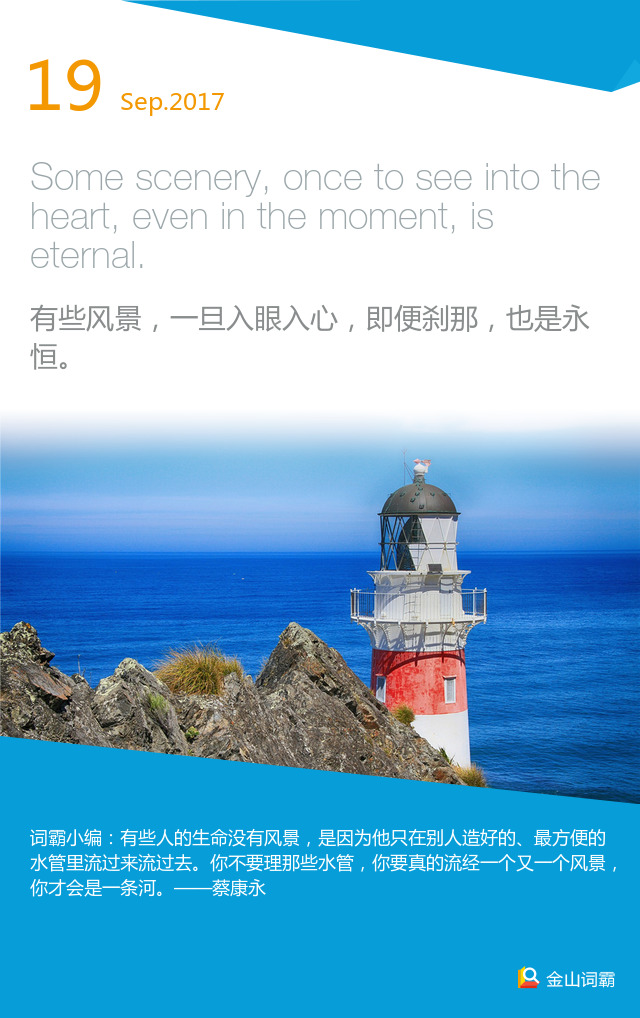 19 Sep.2017
Some scenery, once to see into the
heart, even in the moment, is
eternal.
有些风景，一旦入眼入心，即便刹那，也是永
恒。
词霸小编：有些人的生命没有风景，是因为他只在别人造好的、最方便的
水管里流过来流过去。你不要理那些水管，你要真的流经一个又一个风景，
你才会是一条河。——蔡康永
金山词霸